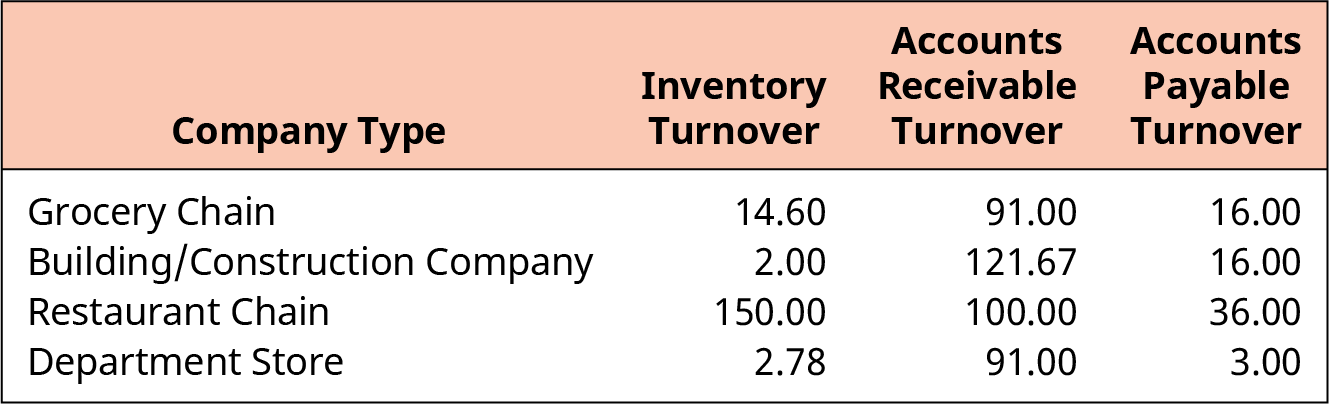 Company Type Inventory Turnover Accounts Receivable Turnover Accounts Payable Turnover
Grocery Chain 14.60 91.00 16.00
Building/Construction Company 2.00 121.67 16.00
Restaurant Chain 150.00 100.00 36.00
Department Store 2.78 91.00 3.00